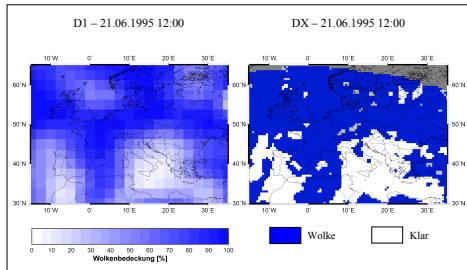 D1 – 21.06.1995 12:00
DX – 21.06.1995 12:00
10˚W 0˚ 10˚E 20˚E 30˚E
10˚W 0˚ 10˚E 20˚E 30˚E
60˚N
60˚N
50˚N
50˚N
40˚N
40˚N
30˚N
30˚N
10˚W 0˚ 10˚E 20˚E 30˚E
10˚W 0˚ 10˚E 20˚E 30˚E
0 10 20 30 40 50 60 70 80 90 100
Wolkenbedeckung [%]
Wolke
Klar